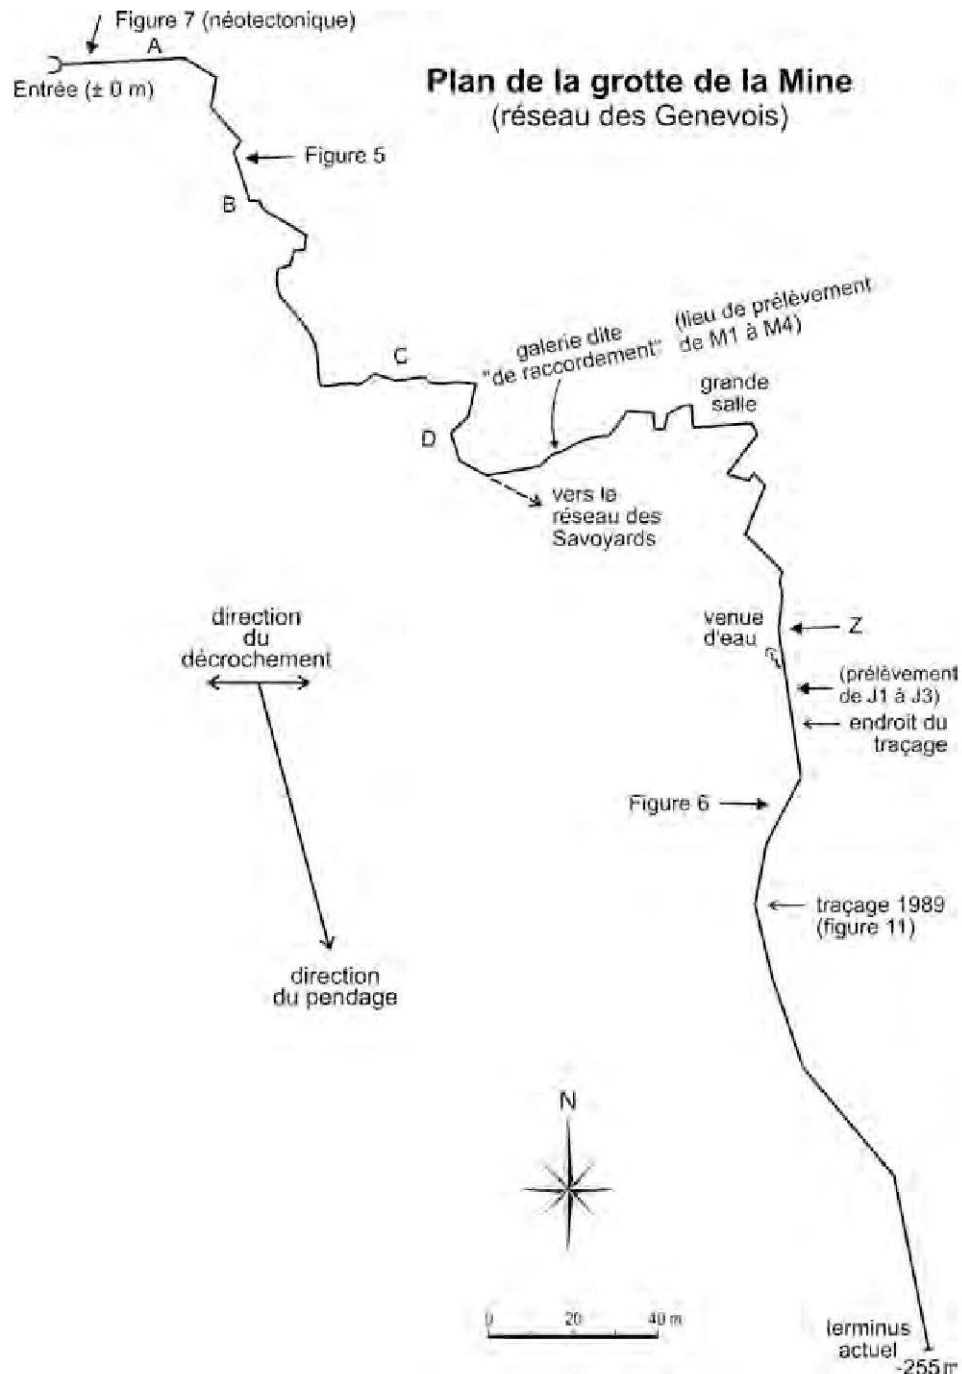 Figure 7 (néotectonique)
A
Entrée (± 0 m)
Plan de la grotte de la Mine
(réseau des Genevois)
Figure 5
B
galerie dite
"de raccordement"
(lieu de prélèvement
de M1 à M4)
C
grande
salle
D
vers le
réseau des
Savoyards
direction
du
décrochement
venue
d'eau
Z
(prélèvement
de J1 à J3)
endroit du
traçage
Figure 6
traçage 1989
(figure 11)
direction
du pendage
N
0 20 40 m
terminus
actuel
-255 m